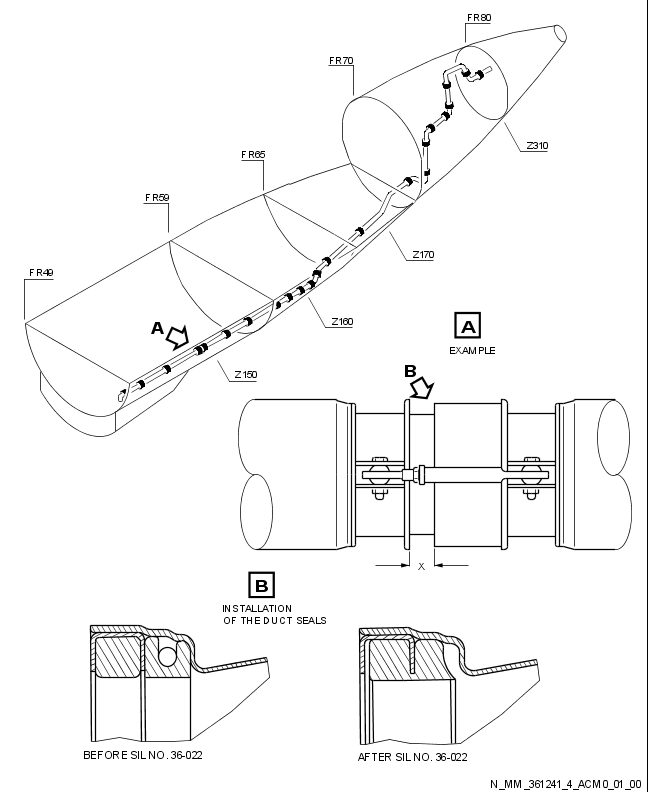 FR80
FR70
Z310
FR65
FR59
Z170
FR49
Z160
A
A
EXAMPLE
Z150
B
X
B
INSTALLATION
OF THE DUCT SEALS
BEFORE SIL NO. 36-022
AFTER SIL NO. 36-022
N_MM_361241_4_ACM0_01_00